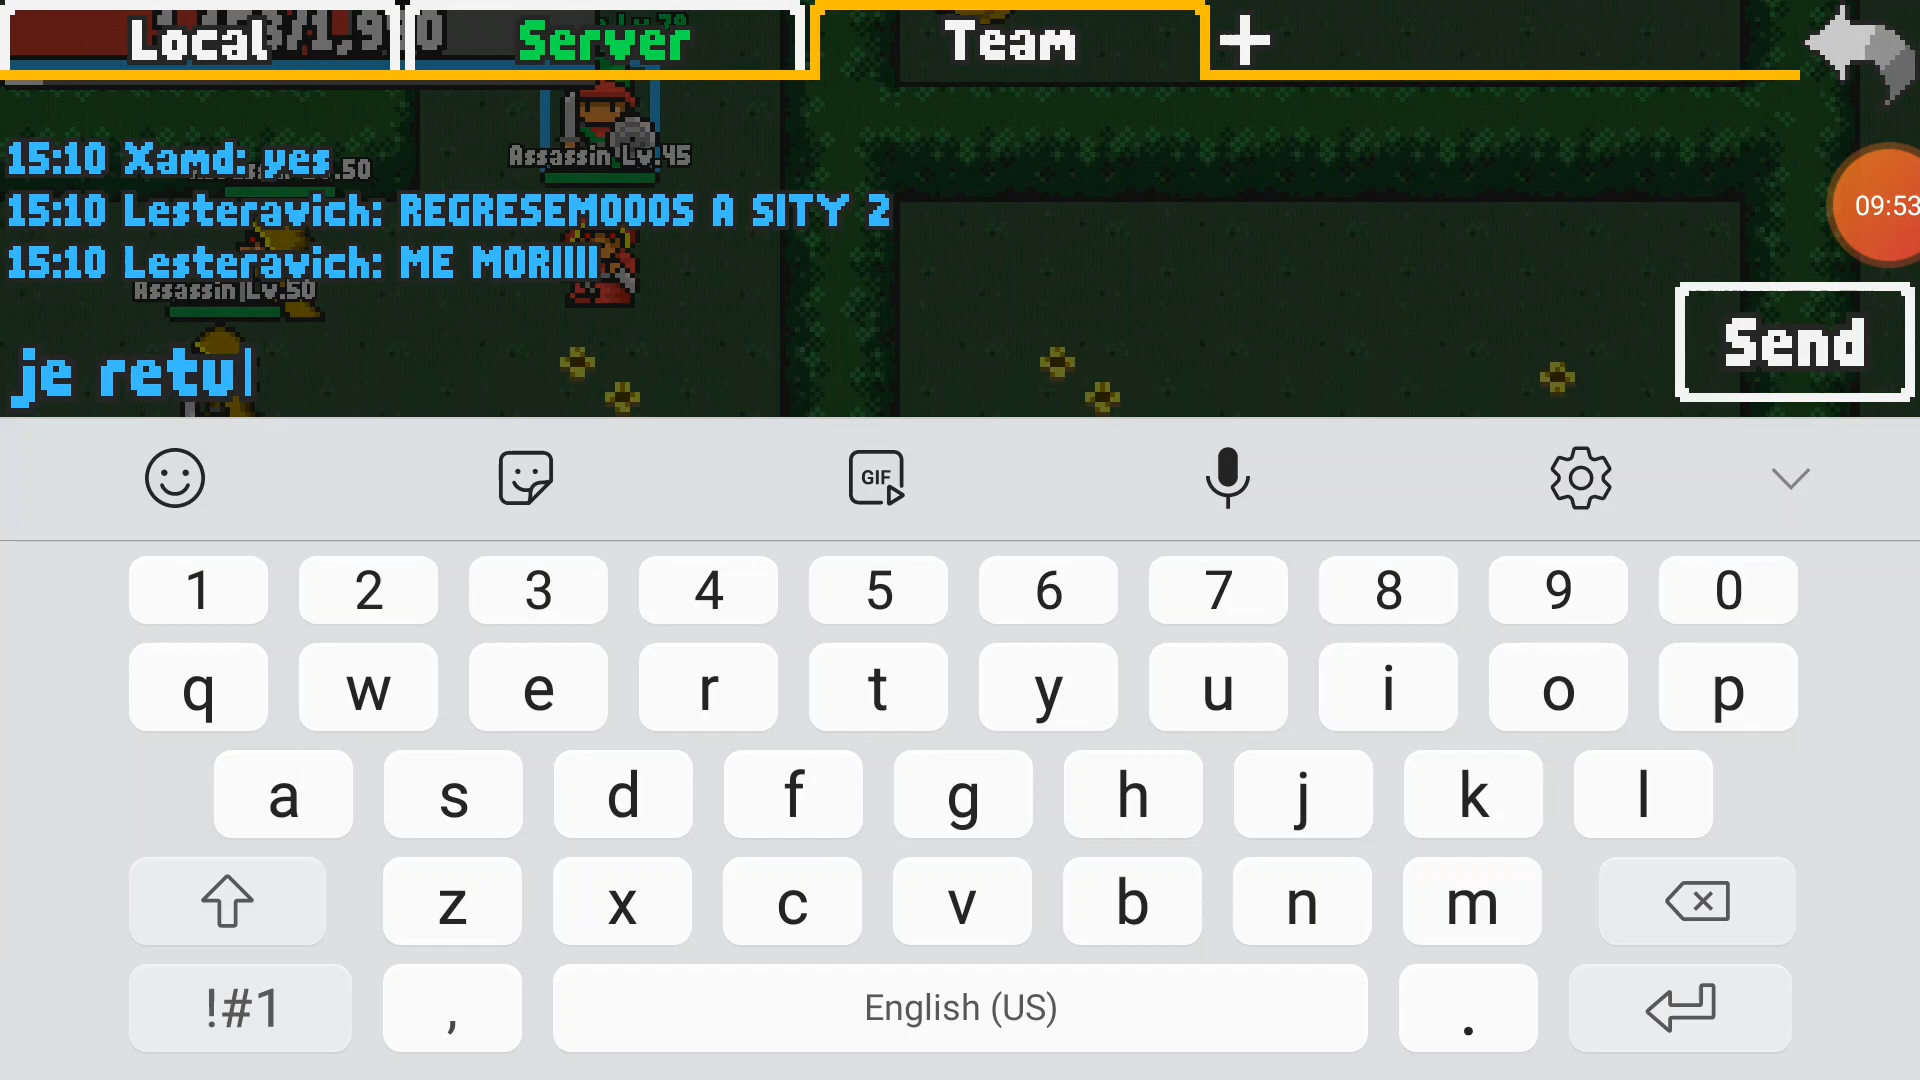 Local Server Team +
15:10 Xamd: yes
Assassin Lv.45
15:10 Lesteravich: REGRESEMOOOS A SITY 2
15:10 Lesteravich: ME MORIIII
Assassin Lv.50
09:53
je retu
Send
GIF
1 2 3 4 5 6 7 8 9 0
q w e r t y u i o p
a s d f g h j k l
z x c v b n m
!#1 , English (US) .